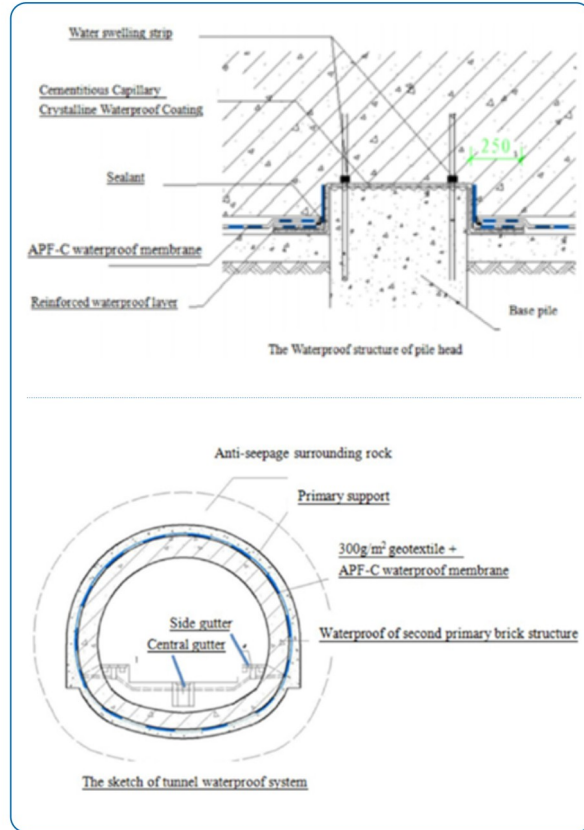 Water swelling strip
Cementitious Capillary
Crystalline Waterproof Coating
250
Sealant
APF-C waterproof membrane
Reinforced waterproof layer
Base pile
The Waterproof structure of pile head
Anti-seepage surrounding rock
Primary support
300g/m² geotextile +
APF-C waterproof membrane
Side gutter
Central gutter
Waterproof of second primary brick structure
The sketch of tunnel waterproof system